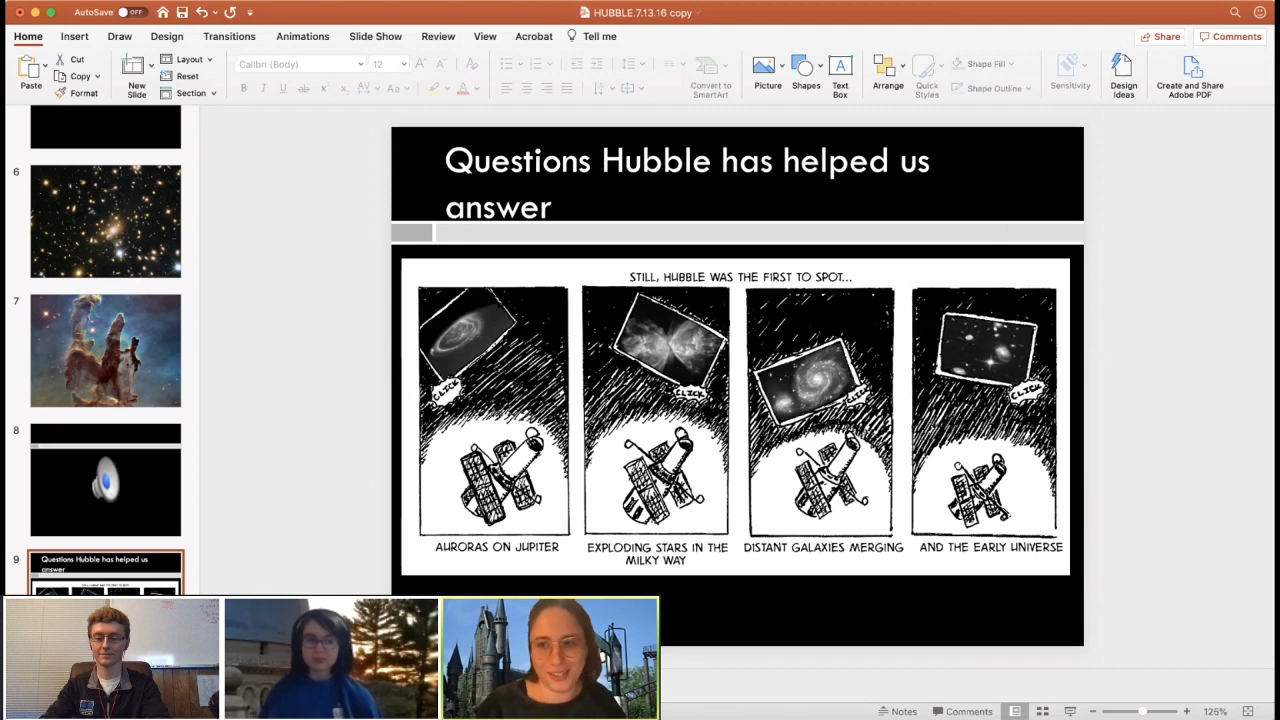 AutoSave OFF
HUBBLE.7.13.16 copy
Home Insert Draw Design Transitions Animations Slide Show Review View Acrobat Tell me
Share Comments
Paste
Cut
Copy
Format
New
Slide
Layout
Reset
Section
Calibri (Body) 12
Convert to
SmartArt
Picture
Shapes
Text
Box
Arrange
Quick
Styles
Shape Fill
Shape Outline
Sensitivity
Design
Ideas
Create and Share
Adobe PDF
6
7
8
9
Questions Hubble has helped us
answer
Questions Hubble has helped us
answer
STILL, HUBBLE WAS THE FIRST TO SPOT...
CLICK
CLICK
CLICK
CLICK
AURORAS ON JUPITER
EXPLODING STARS IN THE
MILKY WAY
DISTANT GALAXIES MERGING
AND THE EARLY UNIVERSE
Notes Comments 125%